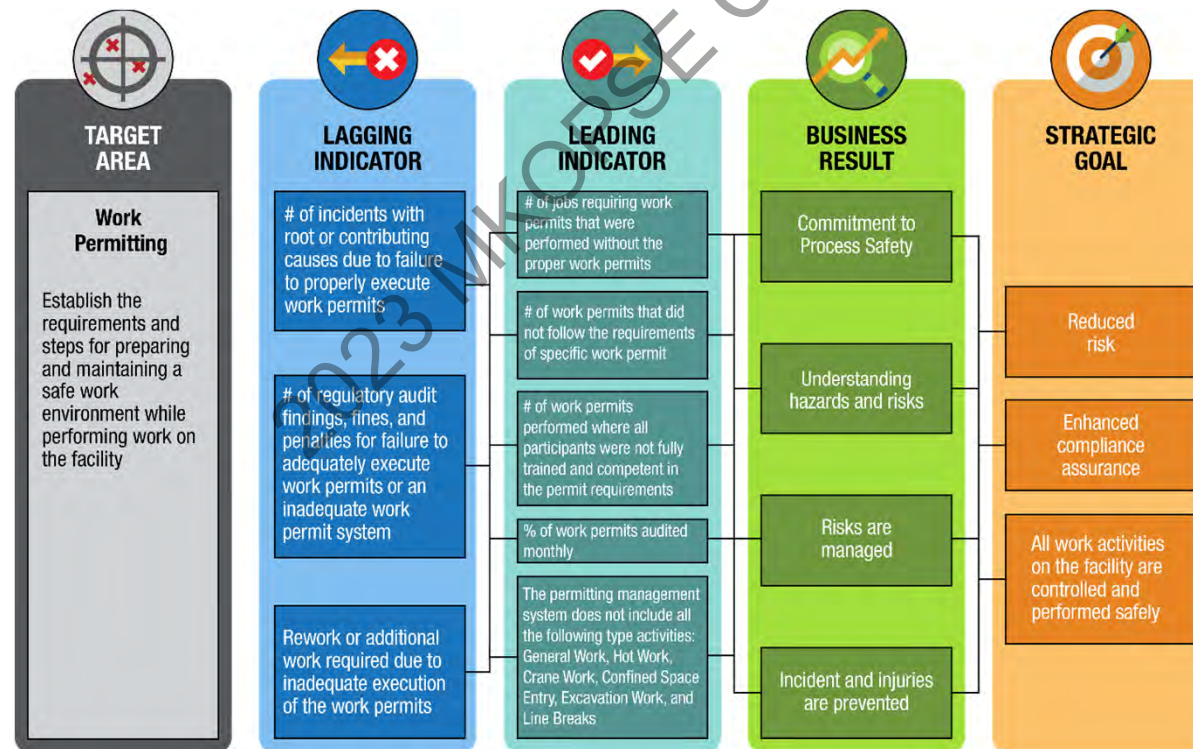 TARGET
AREA
Work
Permitting
Establish the
requirements and
steps for preparing
and maintaining a
safe work
environment while
performing work on
the facility
LAGGING
INDICATOR
# of incidents with
root or contributing
causes due to failure
to properly execute
work permits
# of regulatory audit
findings, fines, and
penalties for failure to
adequately execute
work permits or an
inadequate work
permit system
Rework or additional
work required due to
inadequate execution
of the work permits
LEADING
INDICATOR
# of jobs requiring work
permits that were
performed without the
proper work permits
# of work permits that did
not follow the requirements
of specific work permit
# of work permits
performed where all
participants were not fully
trained and competent in
the permit requirements
% of work permits audited
monthly
The permitting management
system does not include all
the following type activities:
General Work, Hot Work,
Crane Work, Confined Space
Entry, Excavation Work, and
Line Breaks
BUSINESS
RESULT
Commitment to
Process Safety
Understanding
hazards and risks
Risks are
managed
Incident and injuries
are prevented
STRATEGIC
GOAL
Reduced
risk
Enhanced
compliance
assurance
All work activities
on the facility are
controlled and
performed safely
2023 MKOPSE